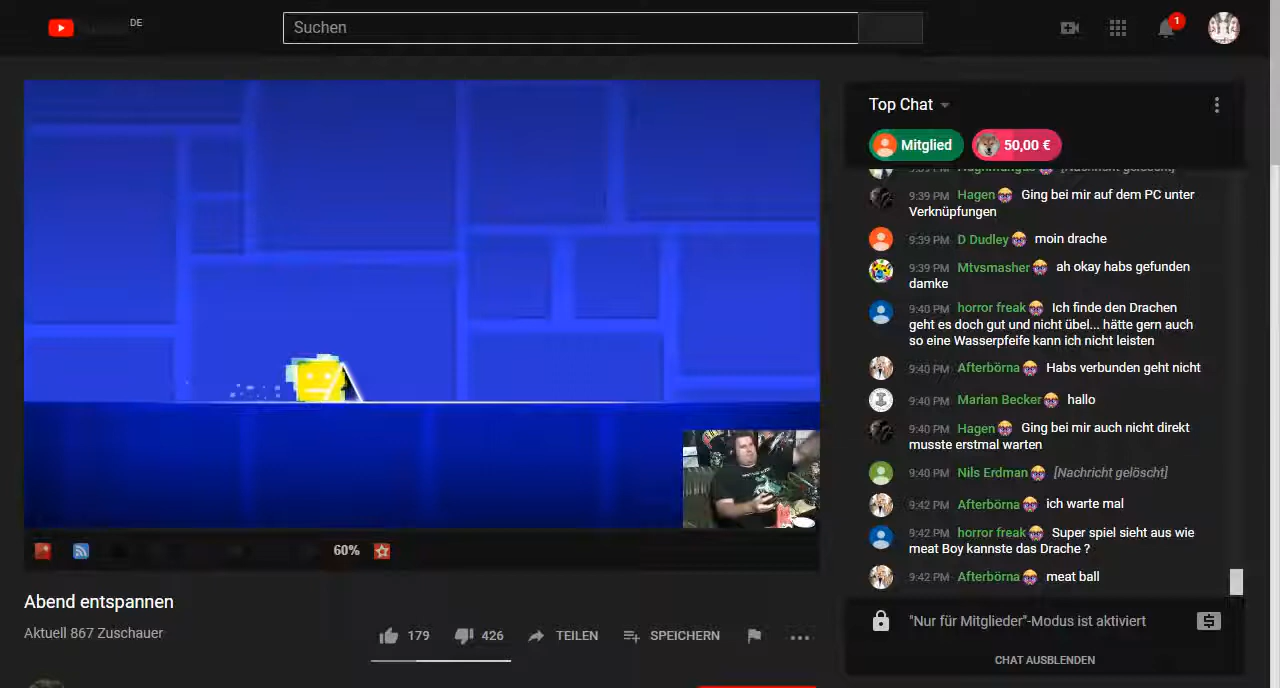 DE
Suchen
1
Top Chat
Mitglied
50,00 €
[Nachricht gelöscht]
9:39 PM Hagen Ging bei mir auf dem PC unter
Verknüpfungen
9:39 PM D Dudley moin drache
9:39 PM Mtvsmasher ah okay habs gefunden
damke
horror freak Ich finde den Drachen
9:40 PM geht es doch gut und nicht übel... hätte gern auch
so eine Wasserpfeife kann ich nicht leisten
9:40 PM Afterbörna Habs verbunden geht nicht
9:40 PM Marian Becker hallo
9:40 PM Hagen Ging bei mir auch nicht direkt
musste erstmal warten
9:40 PM Nils Erdman [Nachricht gelöscht]
9:42 PM Afterbörna ich warte mal
9:42 PM horror freak Super spiel sieht aus wie
meat Boy kannste das Drache ?
9:42 PM Afterbörna meat ball
"Nur für Mitglieder"-Modus ist aktiviert
CHAT AUSBLENDEN
60%
Abend entspannen
Aktuell 867 Zuschauer
179
426
TEILEN
SPEICHERN